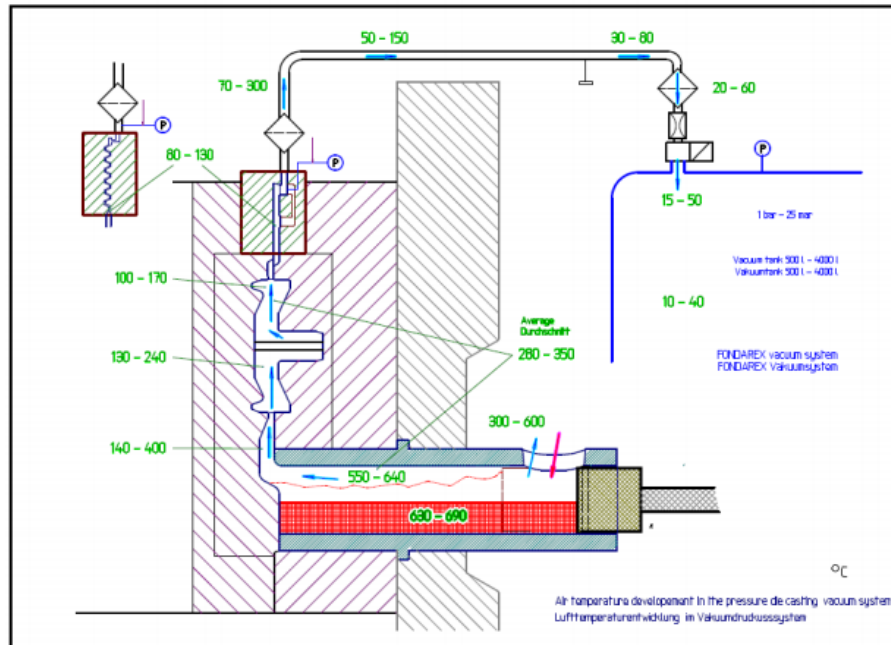 50 - 150
30 - 80
70 - 300
20 - 60
P
P
P
80 - 130
15 - 50
1 bar - 25 mar
Vacuum tank 500 l. - 4000 l.
Vakuumtank 500 l. - 4000 l.
100 - 170
10 - 40
Average
Durchschnitt
280 - 350
130 - 240
FONDAREX vacuum system
FONDAREX Vakuumsystem
300 - 600
140 - 400
550 - 640
630 - 690
°C
Air temperature developement in the pressure die casting vacuum system
Lufttemperaturentwicklung im Vakuumdruckusssystem